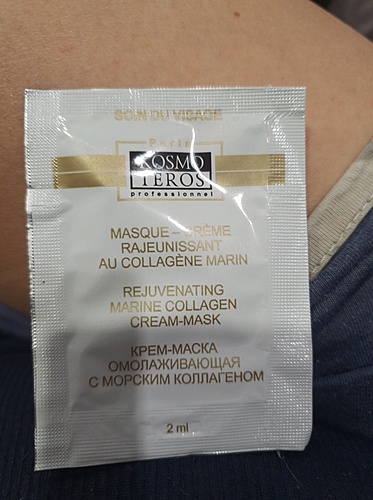 SOIN DU VISAGE
Paris
KOSMO
TEROS
professionnel
MASQUE – CRÈME
RAJEUNISSANT
AU COLLAGÈNE MARIN
REJUVENATING
MARINE COLLAGEN
CREAM-MASK
КРЕМ-МАСКА
ОМОЛАЖИВАЮЩАЯ
С МОРСКИМ КОЛЛАГЕНОМ
2 ml